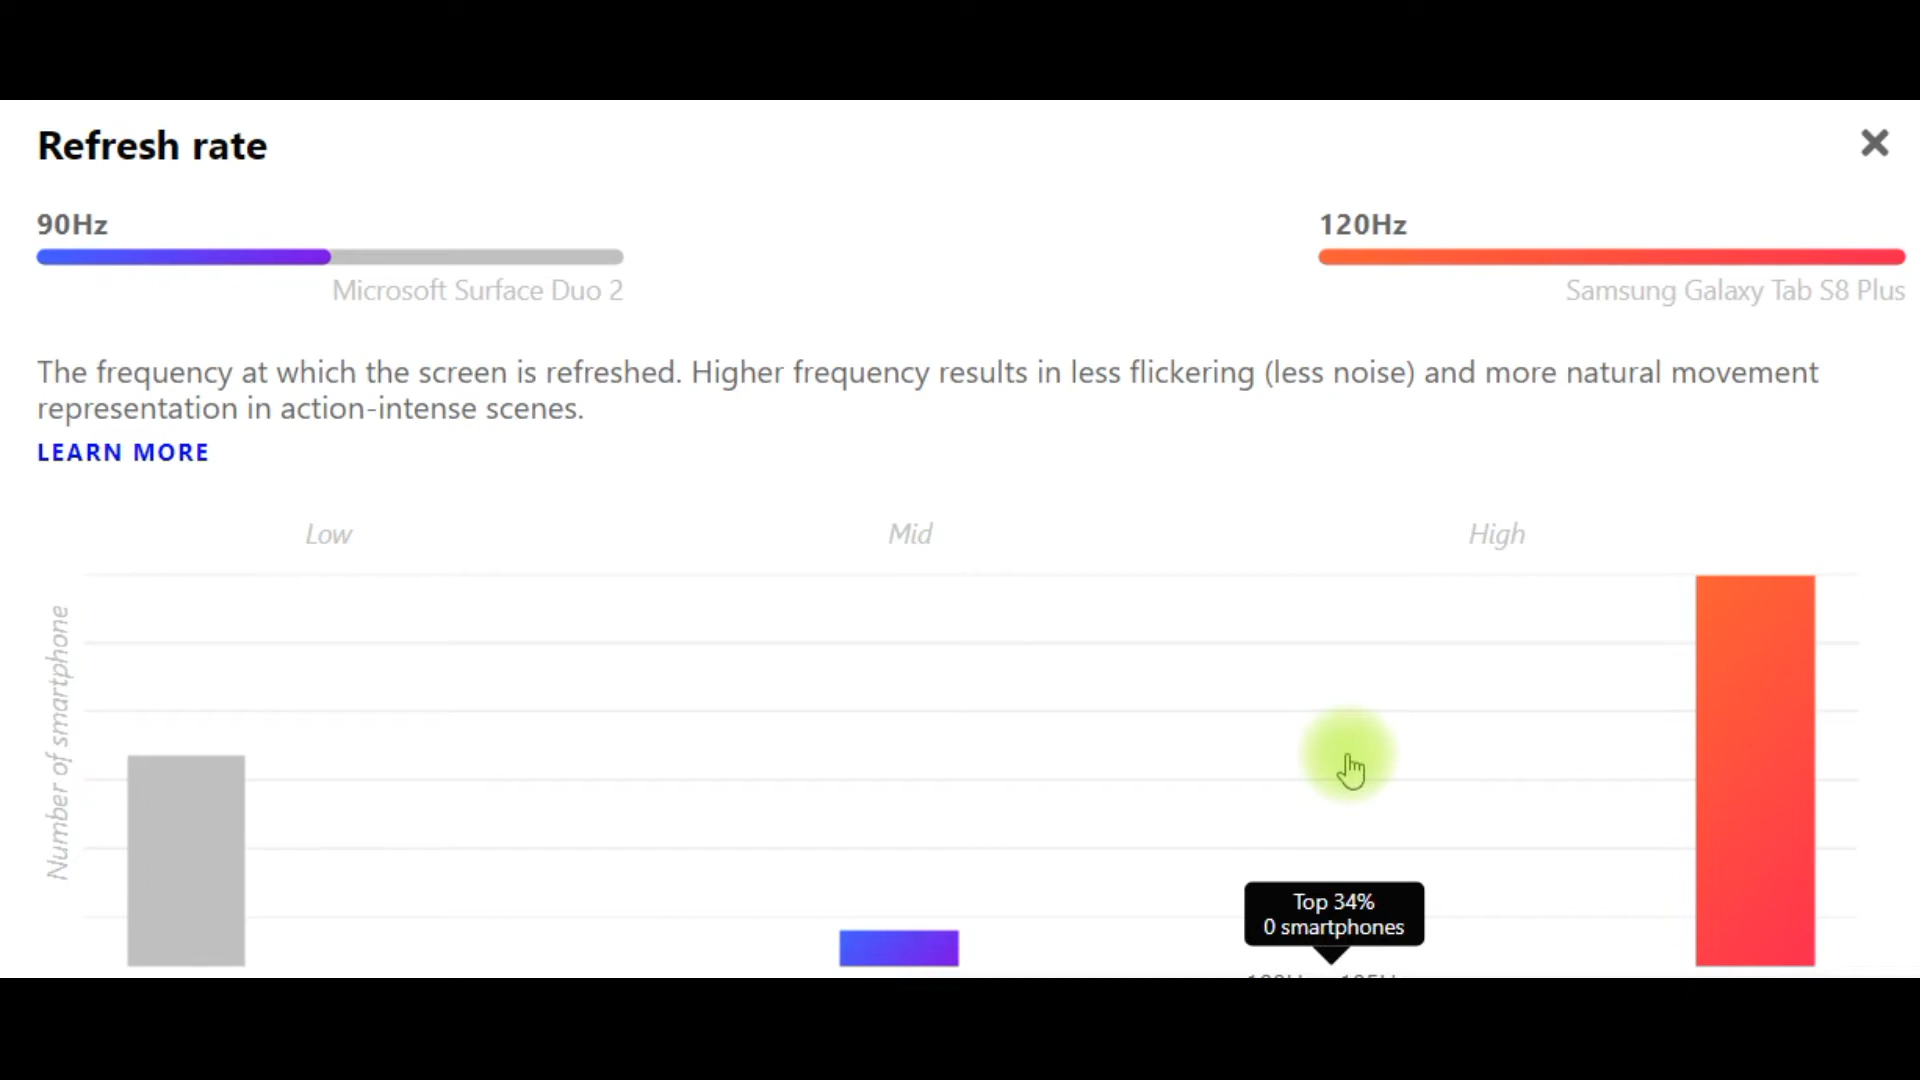 Refresh rate
90Hz
120Hz
Microsoft Surface Duo 2
Samsung Galaxy Tab S8 Plus
The frequency at which the screen is refreshed. Higher frequency results in less flickering (less noise) and more natural movement
representation in action-intense scenes.
LEARN MORE
Low
Mid
High
Number of smartphone
Top 34%
0 smartphones